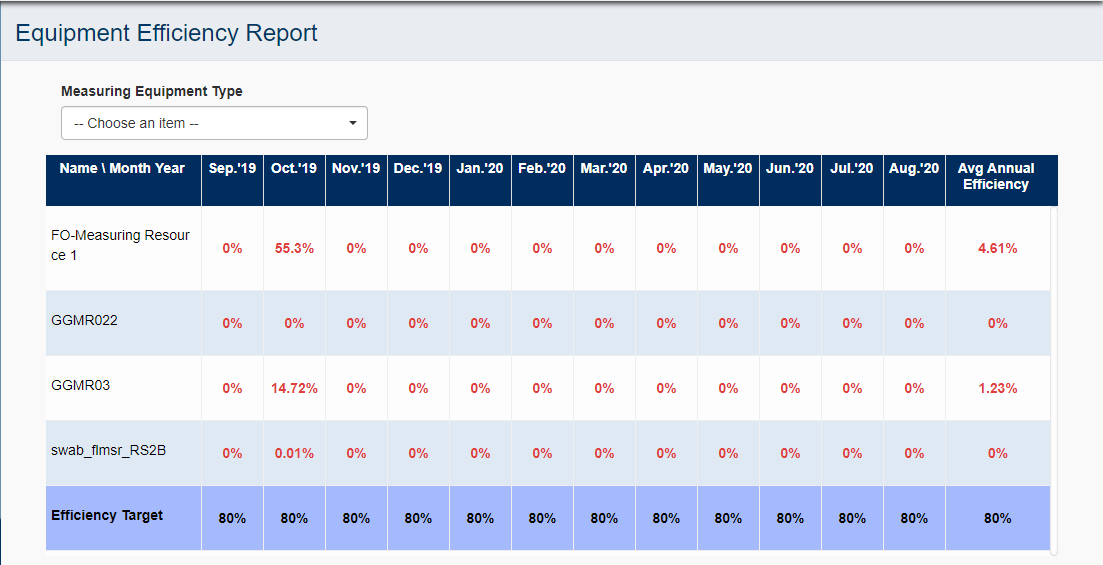 Equipment Efficiency Report
Measuring Equipment Type
-- Choose an item --
Name \ Month Year Sep.'19 Oct.'19 Nov.'19 Dec.'19 Jan.'20 Feb.'20 Mar.'20 Apr.'20 May.'20 Jun.'20 Jul.'20 Aug.'20 Avg Annual
Efficiency
FO-Measuring Resour
ce 1
0% 55.3% 0% 0% 0% 0% 0% 0% 0% 0% 0% 0% 4.61%
GGMR022 0% 0% 0% 0% 0% 0% 0% 0% 0% 0% 0% 0% 0%
GGMR03 0% 14.72% 0% 0% 0% 0% 0% 0% 0% 0% 0% 0% 1.23%
swab_flmsr_RS2B 0% 0.01% 0% 0% 0% 0% 0% 0% 0% 0% 0% 0% 0%
Efficiency Target 80% 80% 80% 80% 80% 80% 80% 80% 80% 80% 80% 80% 80%